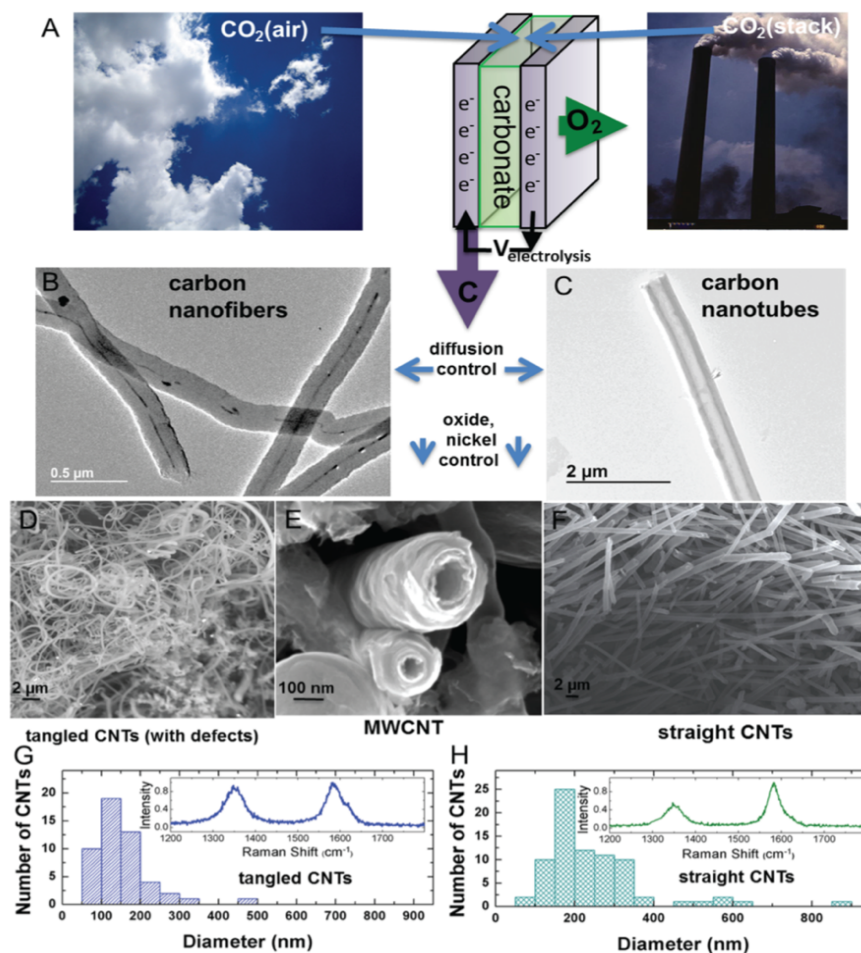 A
CO₂(air)
CO₂(stack)
e⁻
e⁻
e⁻
e⁻
carbonate
e⁻
e⁻
e⁻
e⁻
O₂
V electrolysis
C
B
carbon
nanofibers
0.5 µm
diffusion
control
oxide,
nickel
control
C
carbon
nanotubes
2 µm
D
2 µm
tangled CNTs (with defects)
E
100 nm
MWCNT
F
2 µm
straight CNTs
G
Number of CNTs
20
15
10
5
0
0 100 200 300 400 500 600 700 800 900
Diameter (nm)
tangled CNTs
Intensity
0.8
0.4
0.0
1200 1300 1400 1500 1600 1700
Raman Shift (cm⁻¹)
H
Number of CNTs
25
20
15
10
5
0
0 200 400 600 800
Diameter (nm)
straight CNTs
Intensity
0.8
0.4
0.0
1200 1300 1400 1500 1600 1700
Raman Shift (cm⁻¹)